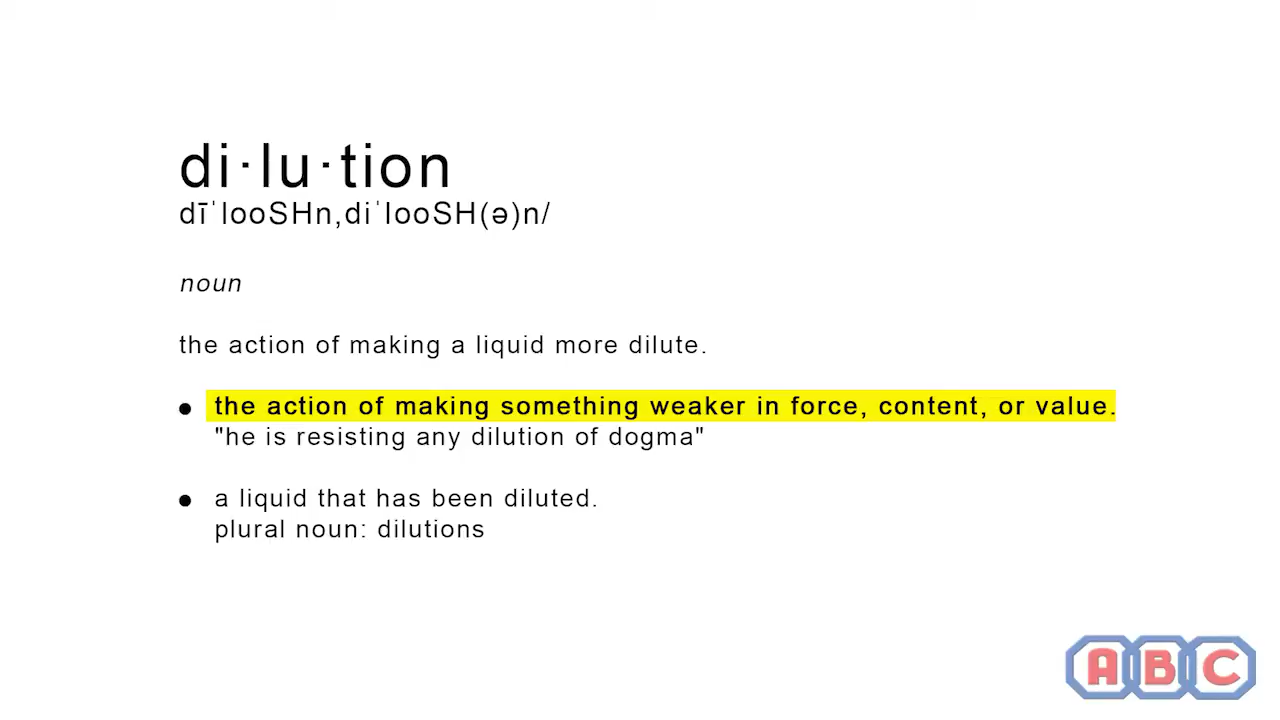 di·lu·tion
dīˈlooSHn,diˈlooSH(ə)n/
noun
the action of making a liquid more dilute.
● the action of making something weaker in force, content, or value.
"he is resisting any dilution of dogma"
● a liquid that has been diluted.
plural noun: dilutions
ABC